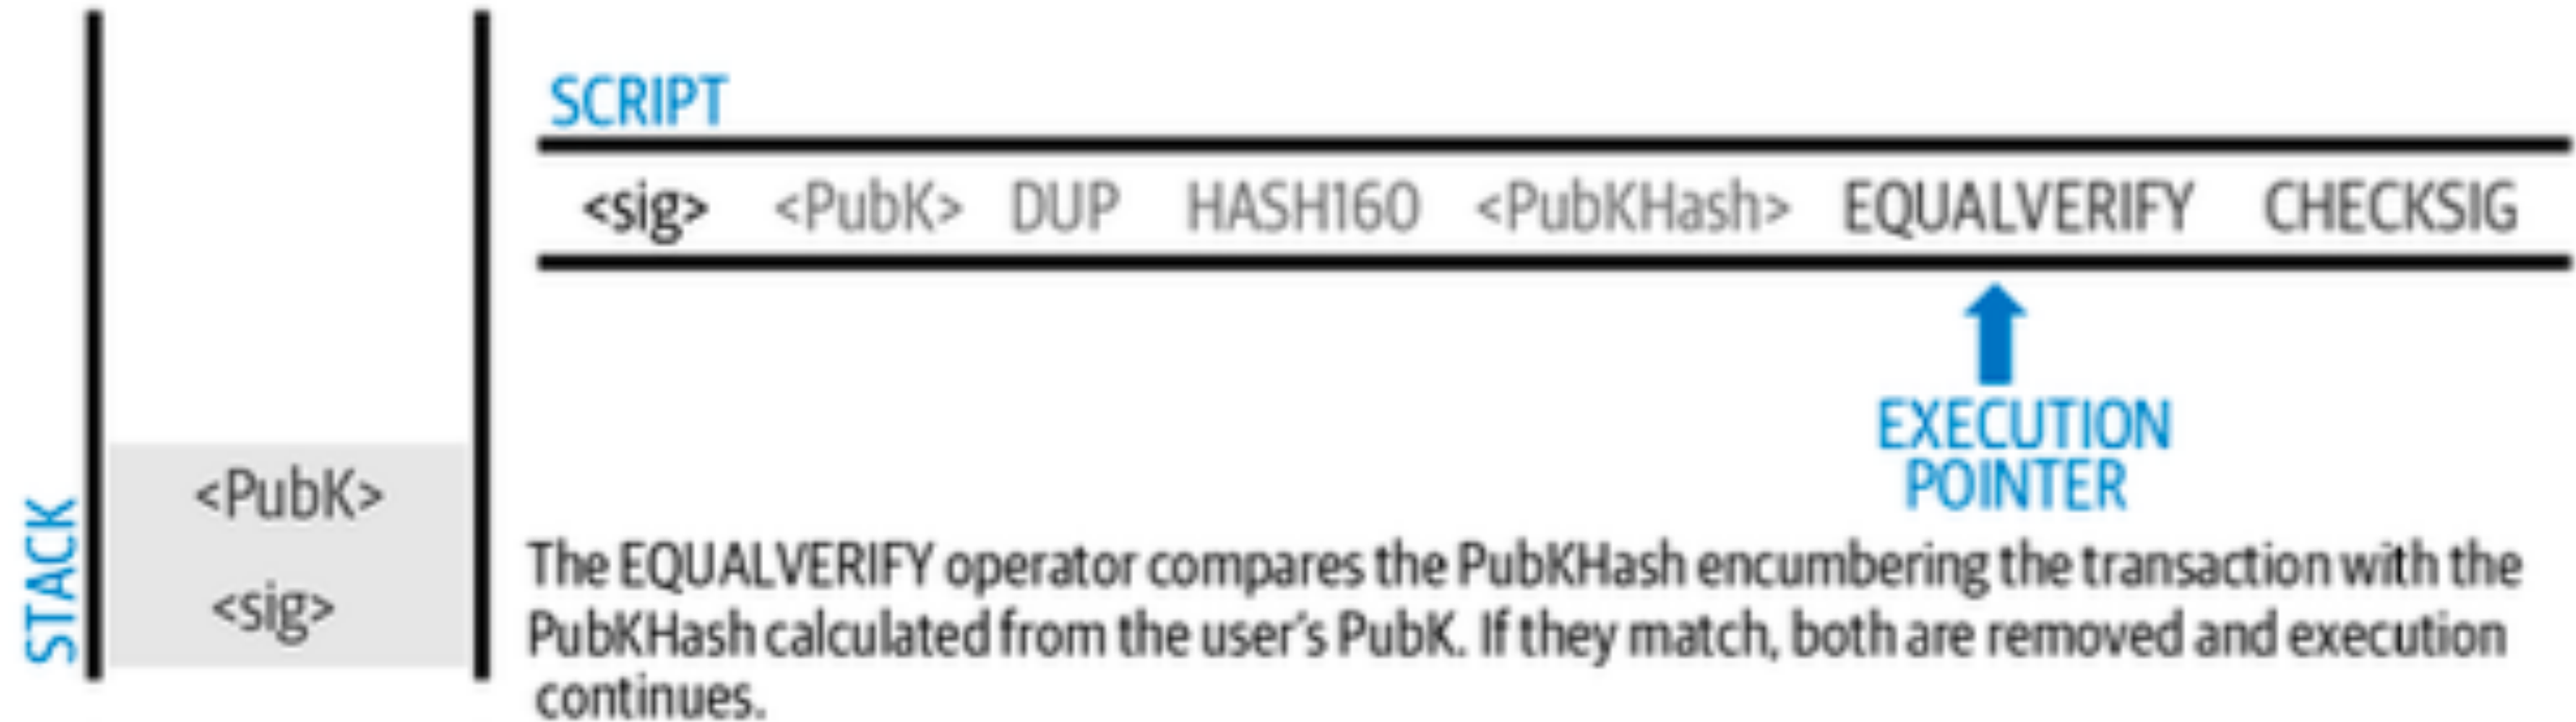 SCRIPT
<sig> <PubK> DUP HASH160 <PubKHash> EQUALVERIFY CHECKSIG
EXECUTION
POINTER
STACK
<PubK>
<sig>
The EQUALVERIFY operator compares the PubKHash encumbering the transaction with the
PubKHash calculated from the user’s PubK. If they match, both are removed and execution
continues.